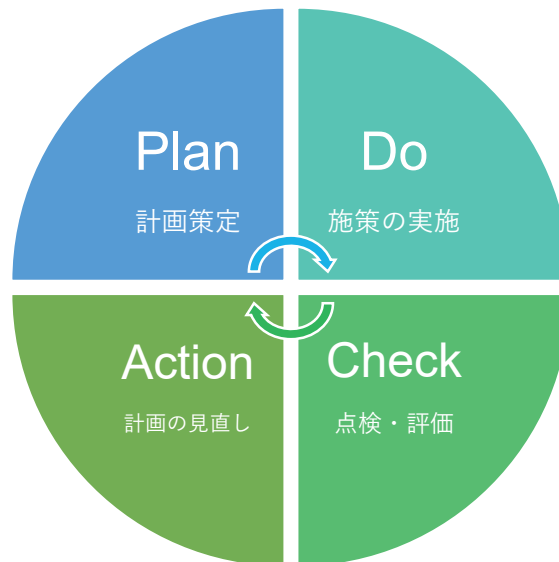 Plan
計画策定
Do
施策の実施
Action
計画の見直し
Check
点検・評価